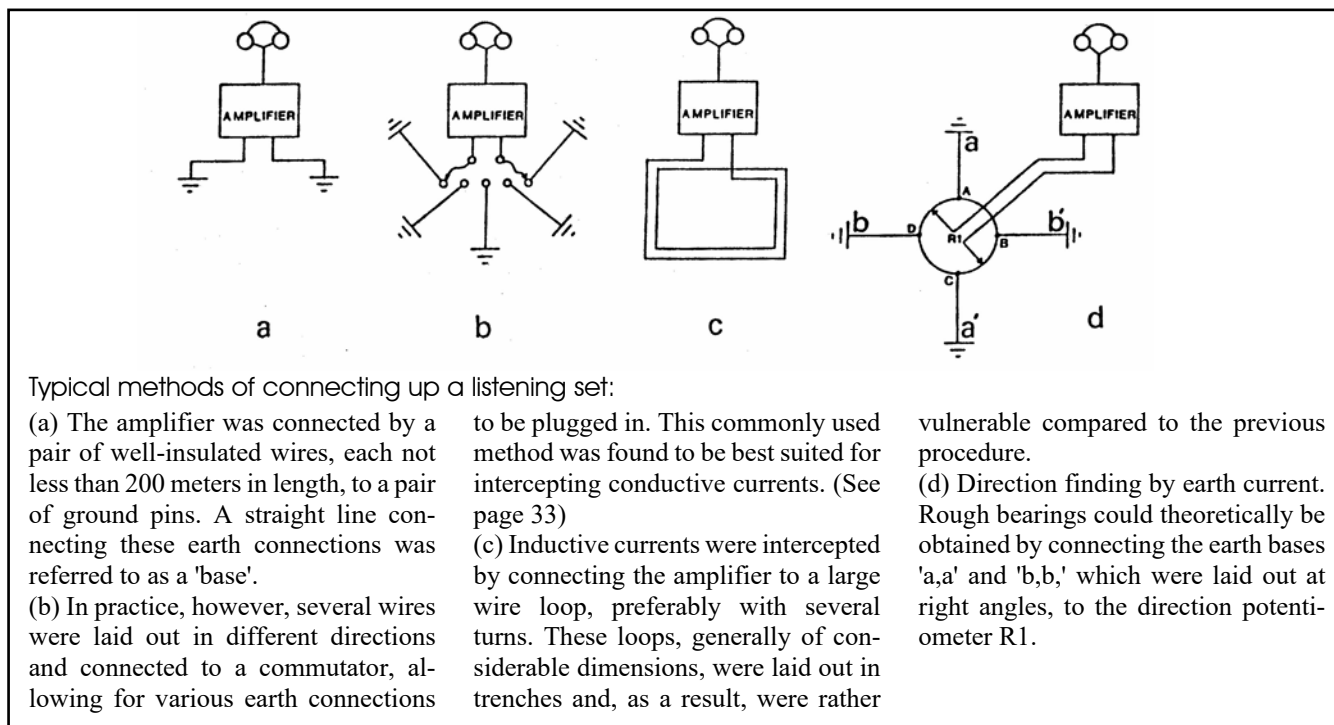 AMPLIFIER
AMPLIFIER
AMPLIFIER
AMPLIFIER
a
A
b
D
R1
b'
B
C
a'
a
b
c
d
Typical methods of connecting up a listening set:
(a) The amplifier was connected by a
pair of well-insulated wires, each not
less than 200 meters in length, to a pair
of ground pins. A straight line con-
necting these earth connections was
referred to as a 'base'.
(b) In practice, however, several wires
were laid out in different directions
and connected to a commutator, al-
lowing for various earth connections
to be plugged in. This commonly used
method was found to be best suited for
intercepting conductive currents. (See
page 33)
(c) Inductive currents were intercepted
by connecting the amplifier to a large
wire loop, preferably with several
turns. These loops, generally of con-
siderable dimensions, were laid out in
trenches and, as a result, were rather
vulnerable compared to the previous
procedure.
(d) Direction finding by earth current.
Rough bearings could theoretically be
obtained by connecting the earth bases
'a,a' and 'b,b,' which were laid out at
right angles, to the direction potenti-
ometer R1.